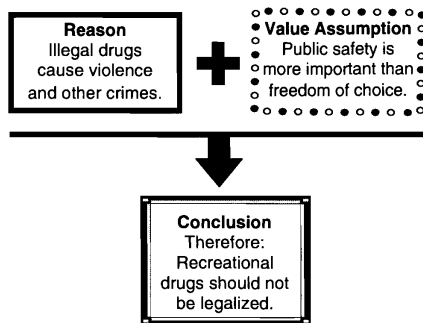 Reason
Illegal drugs
cause violence
and other crimes.
Value Assumption
Public safety is
more important than
freedom of choice.
Conclusion
Therefore:
Recreational
drugs should not
be legalized.